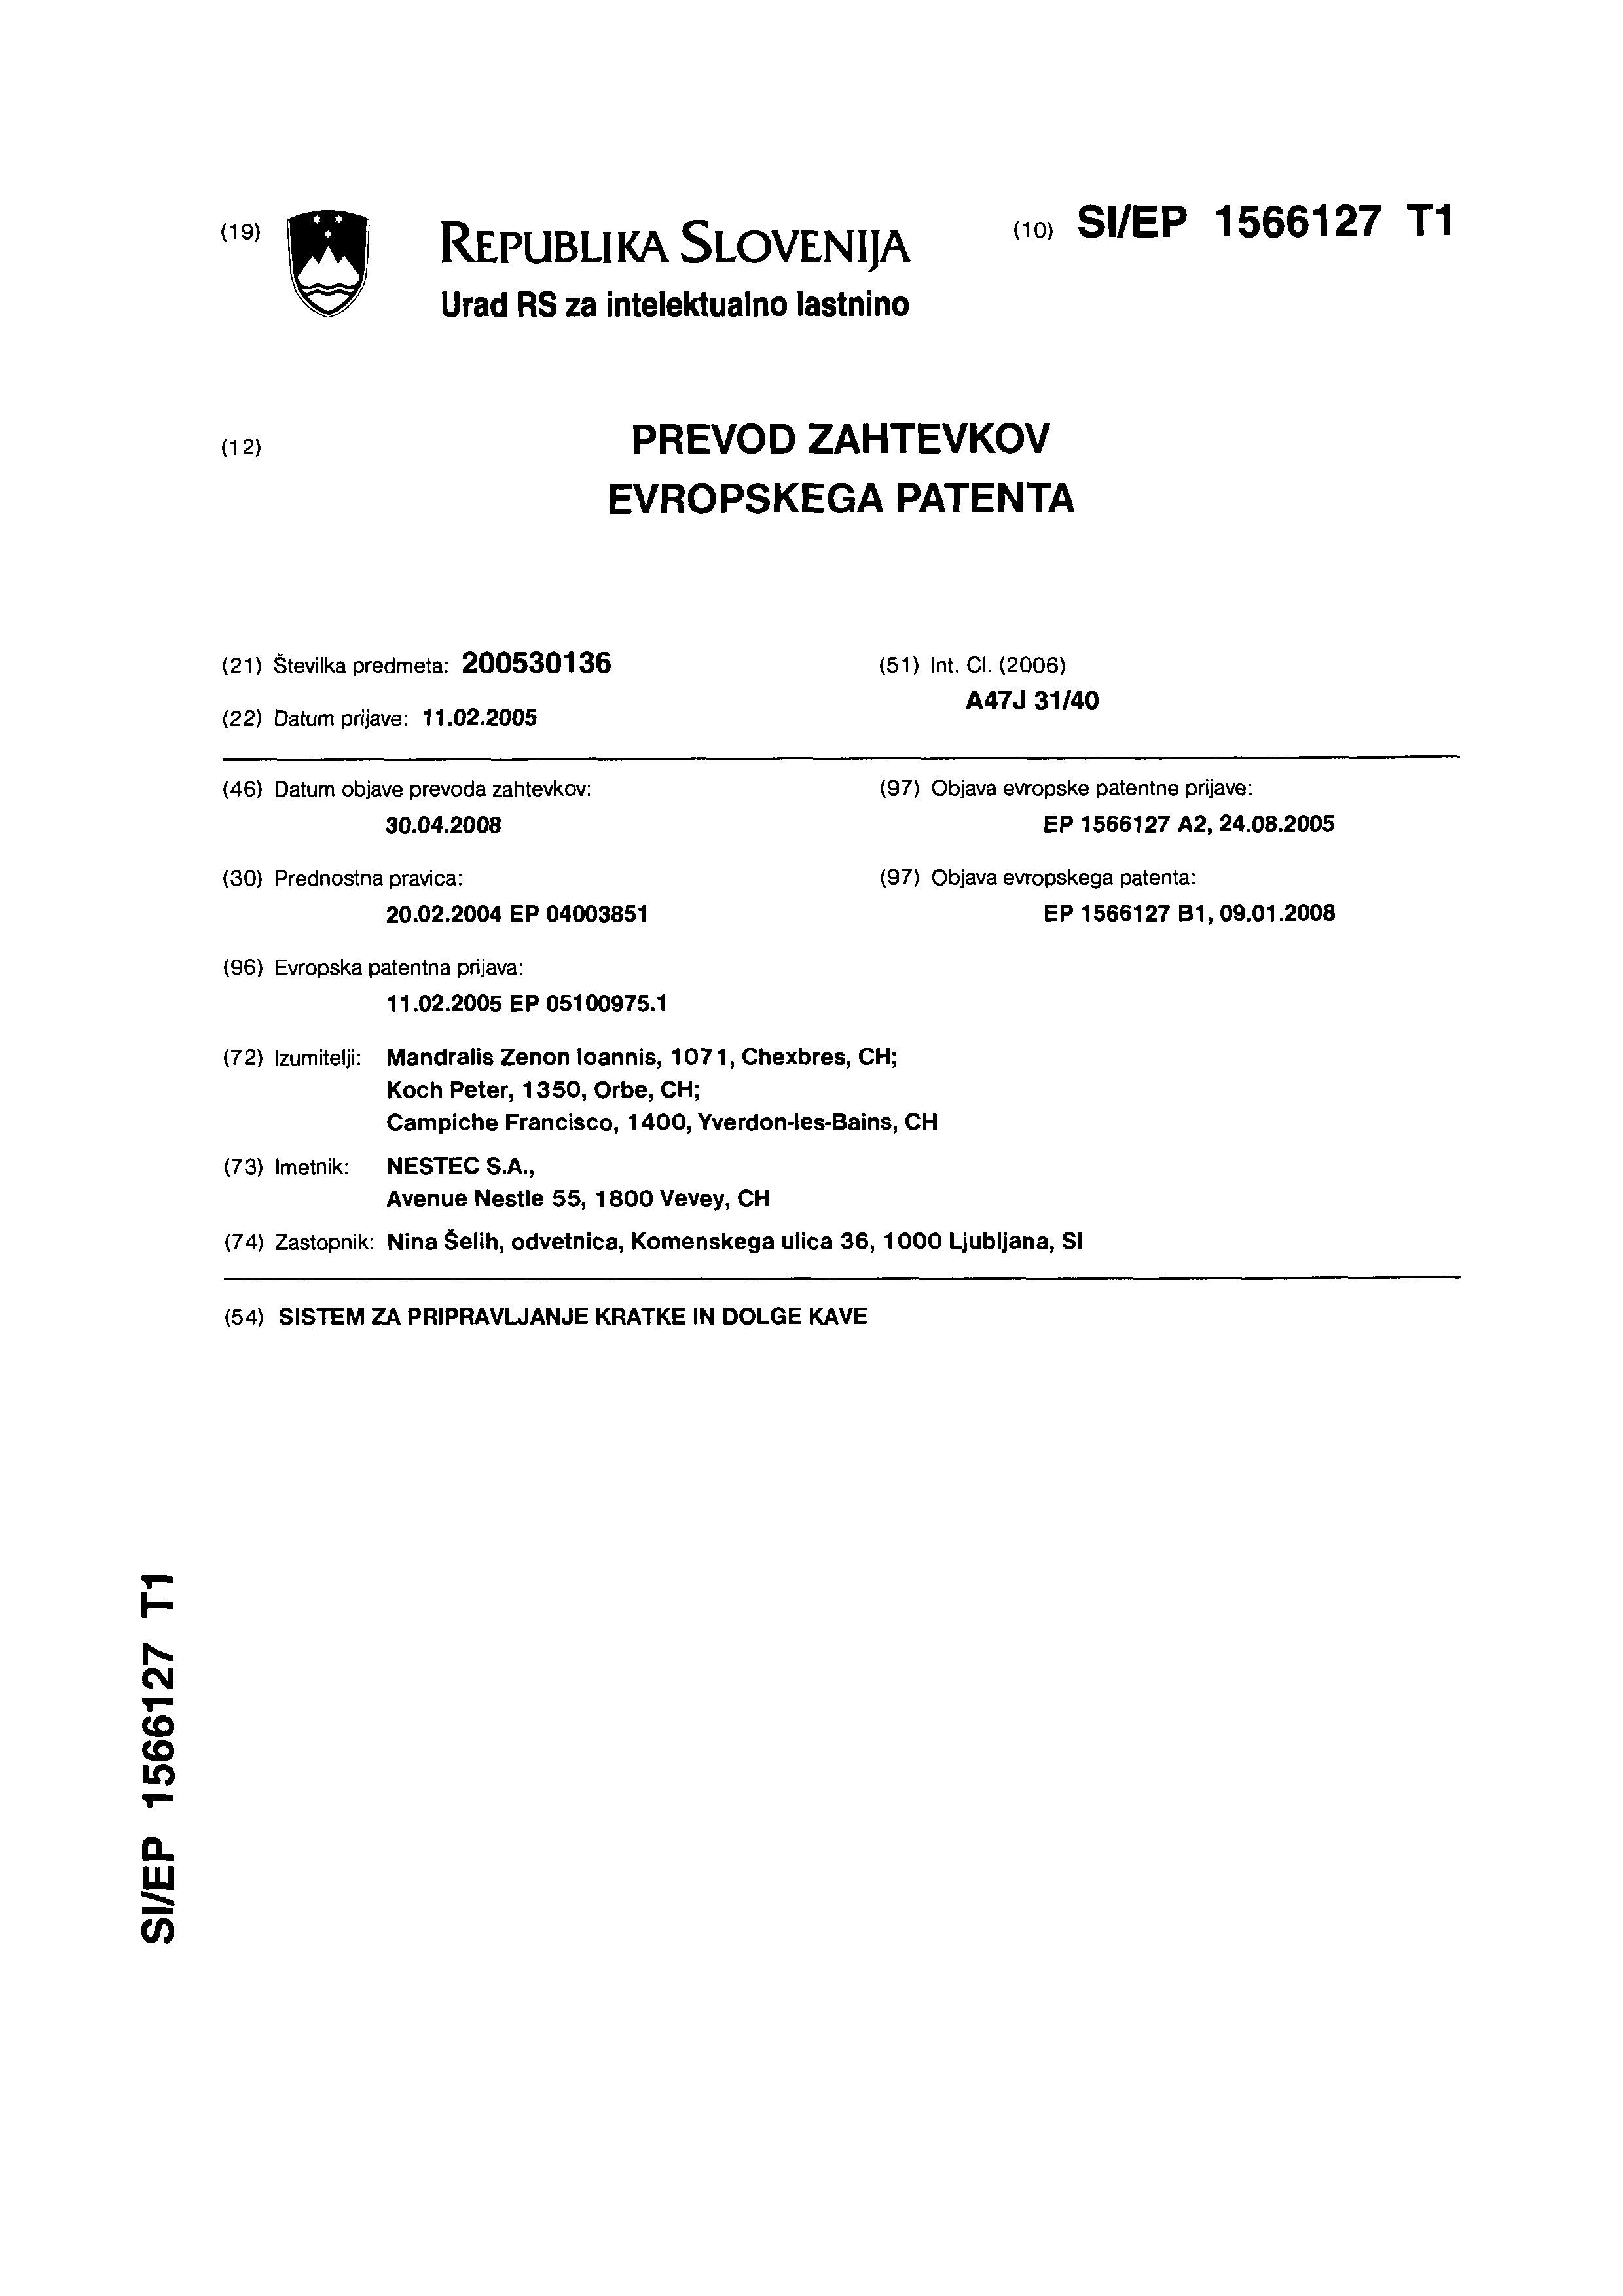 (19)
REPUBLIKA SLOVENIJA
Urad RS za intelektualno lastnino
(10) SI/EP 1566127 T1
(12)
PREVOD ZAHTEVKOV
EVROPSKEGA PATENTA
(21) Številka predmeta: 200530136
(22) Datum prijave: 11.02.2005
(51) Int. Cl. (2006)
A47J 31/40
(46) Datum objave prevoda zahtevkov:
30.04.2008
(97) Objava evropske patentne prijave:
EP 1566127 A2, 24.08.2005
(30) Prednostna pravica:
20.02.2004 EP 04003851
(97) Objava evropskega patenta:
EP 1566127 B1, 09.01.2008
(96) Evropska patentna prijava:
11.02.2005 EP 05100975.1
(72) Izumitelji: Mandralis Zenon Ioannis, 1071, Chexbres, CH;
Koch Peter, 1350, Orbe, CH;
Campiche Francisco, 1400, Yverdon-les-Bains, CH
(73) Imetnik: NESTEC S.A.,
Avenue Nestle 55, 1800 Vevey, CH
(74) Zastopnik: Nina Šelih, odvetnica, Komenskega ulica 36, 1000 Ljubljana, SI
(54) SISTEM ZA PRIPRAVLJANJE KRATKE IN DOLGE KAVE
SI/EP 1566127 T1